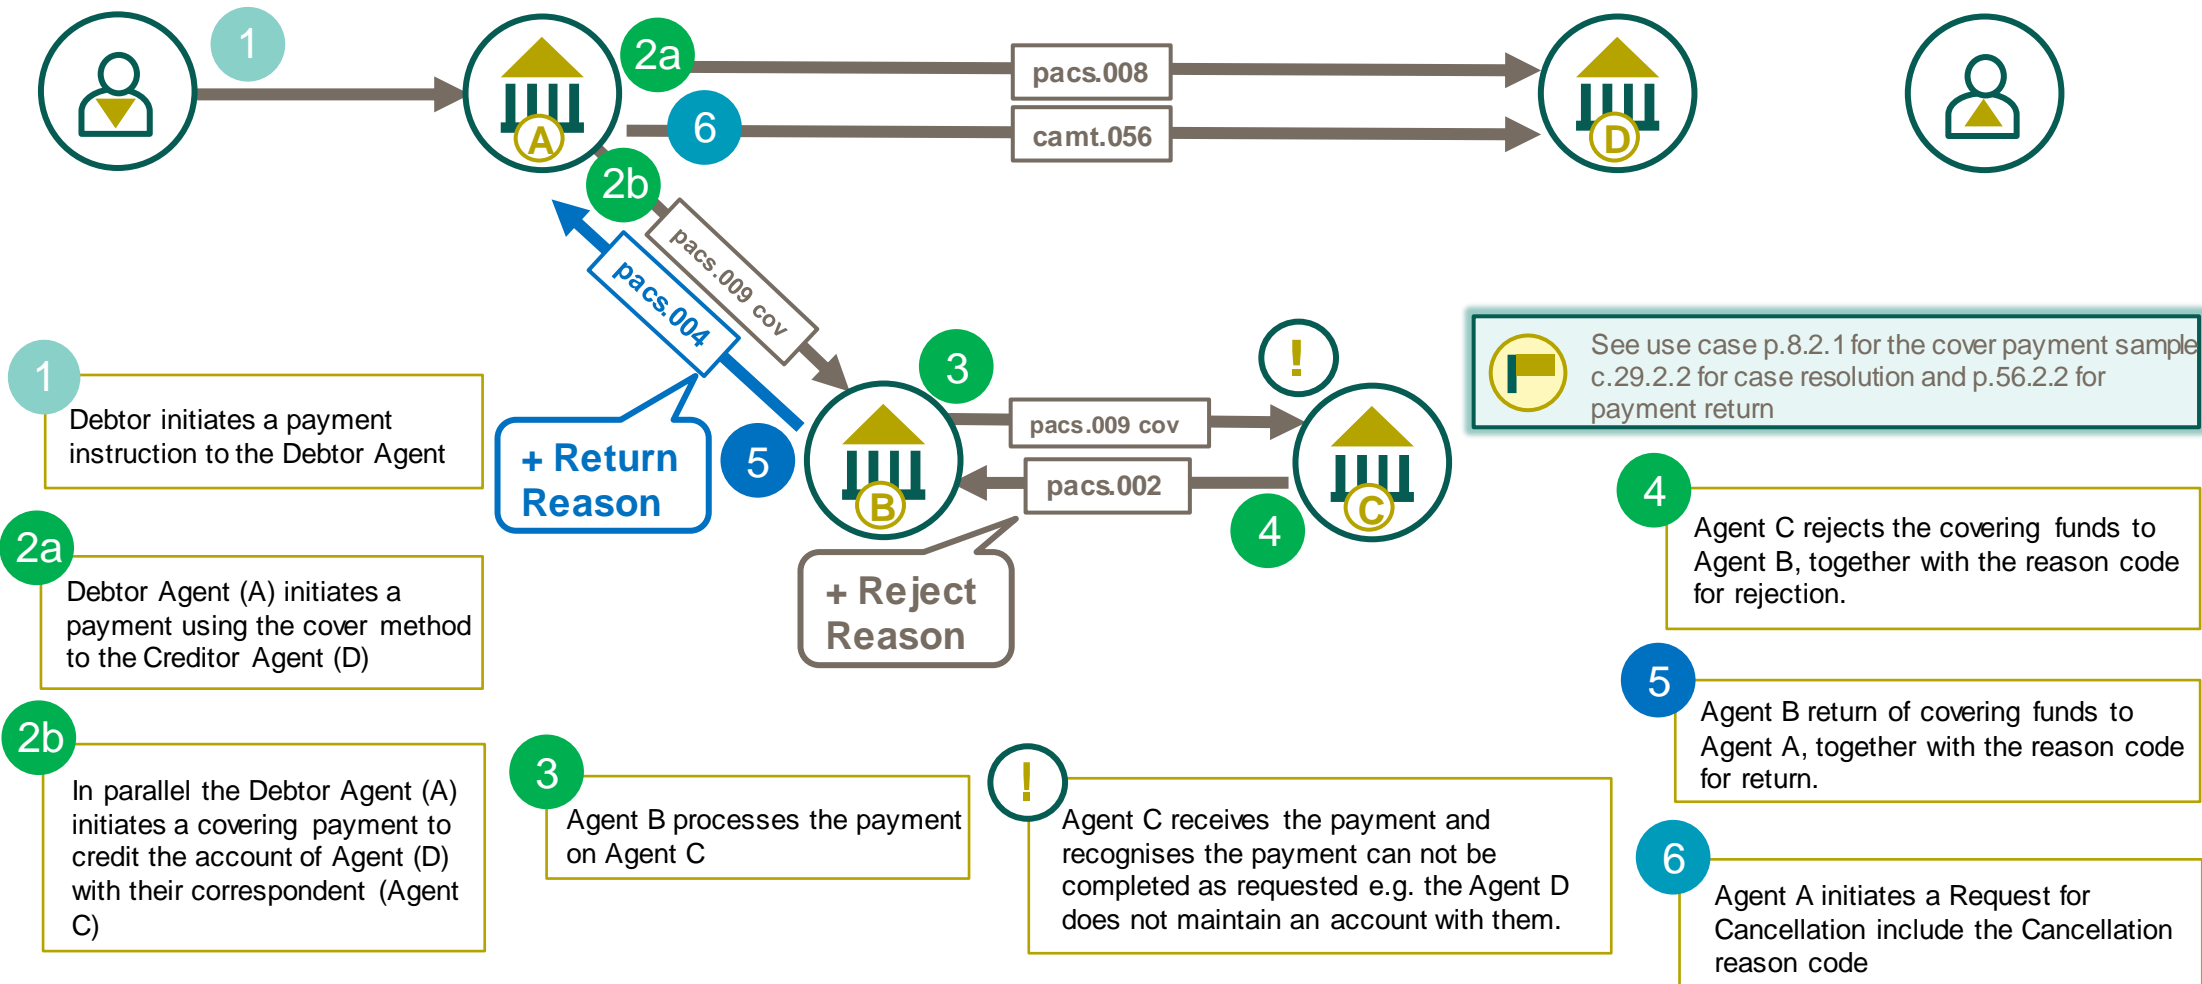 1
2a
pacs.008
6
camt.056
A
D
2b
pacs.009 cov
pacs.004
See use case p.8.2.1 for the cover payment sample
c.29.2.2 for case resolution and p.56.2.2 for
payment return
!
3
pacs.009 cov
pacs.002
B
C
4
5
+ Return
Reason
+ Reject
Reason
1
Debtor initiates a payment
instruction to the Debtor Agent
2a
Debtor Agent (A) initiates a
payment using the cover method
to the Creditor Agent (D)
2b
In parallel the Debtor Agent (A)
initiates a covering payment to
credit the account of Agent (D)
with their correspondent (Agent
C)
3
Agent B processes the payment
on Agent C
!
Agent C receives the payment and
recognises the payment can not be
completed as requested e.g. the Agent D
does not maintain an account with them.
4
Agent C rejects the covering funds to
Agent B, together with the reason code
for rejection.
5
Agent B return of covering funds to
Agent A, together with the reason code
for return.
6
Agent A initiates a Request for
Cancellation include the Cancellation
reason code